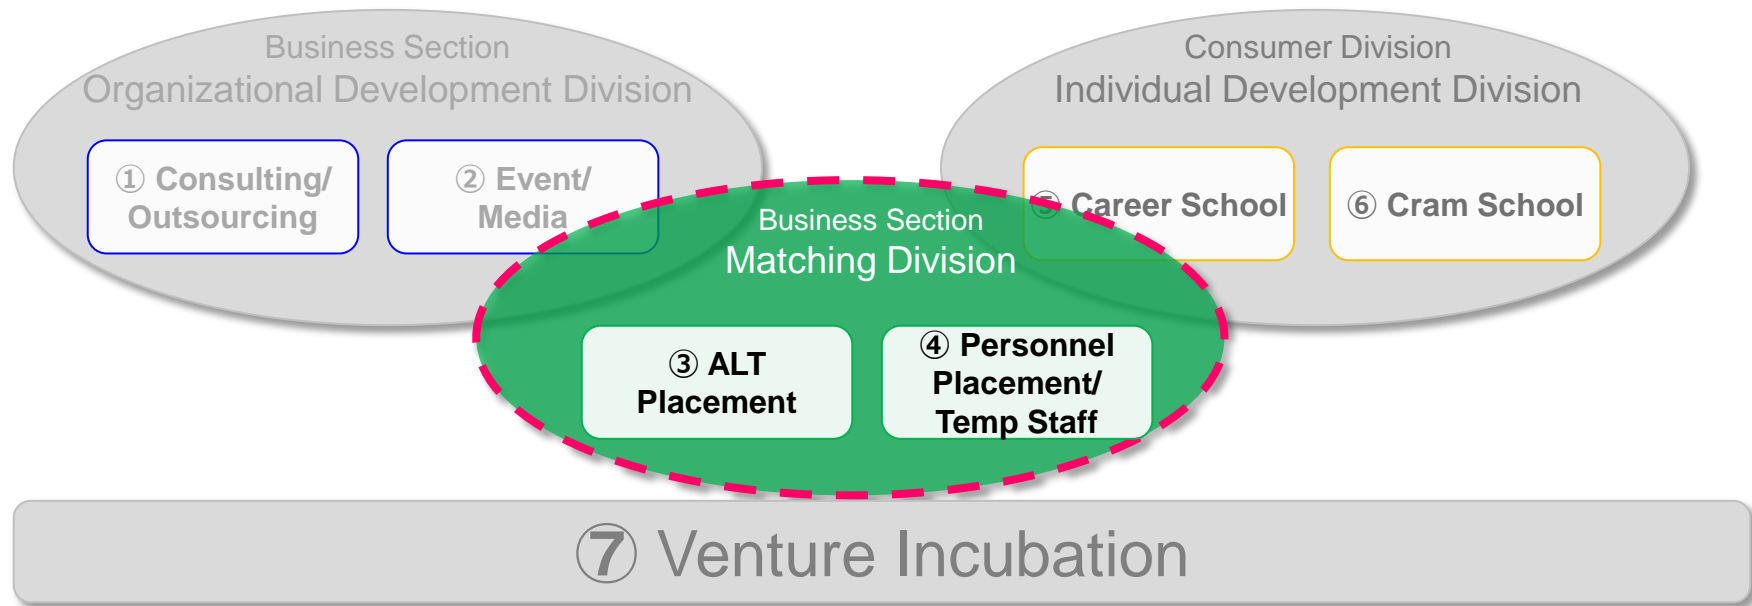 Business Section
Organizational Development Division
① Consulting/
Outsourcing
② Event/
Media
Consumer Division
Individual Development Division
⑤ Career School
⑥ Cram School
Business Section
Matching Division
③ ALT
Placement
④ Personnel
Placement/
Temp Staff
⑦ Venture Incubation